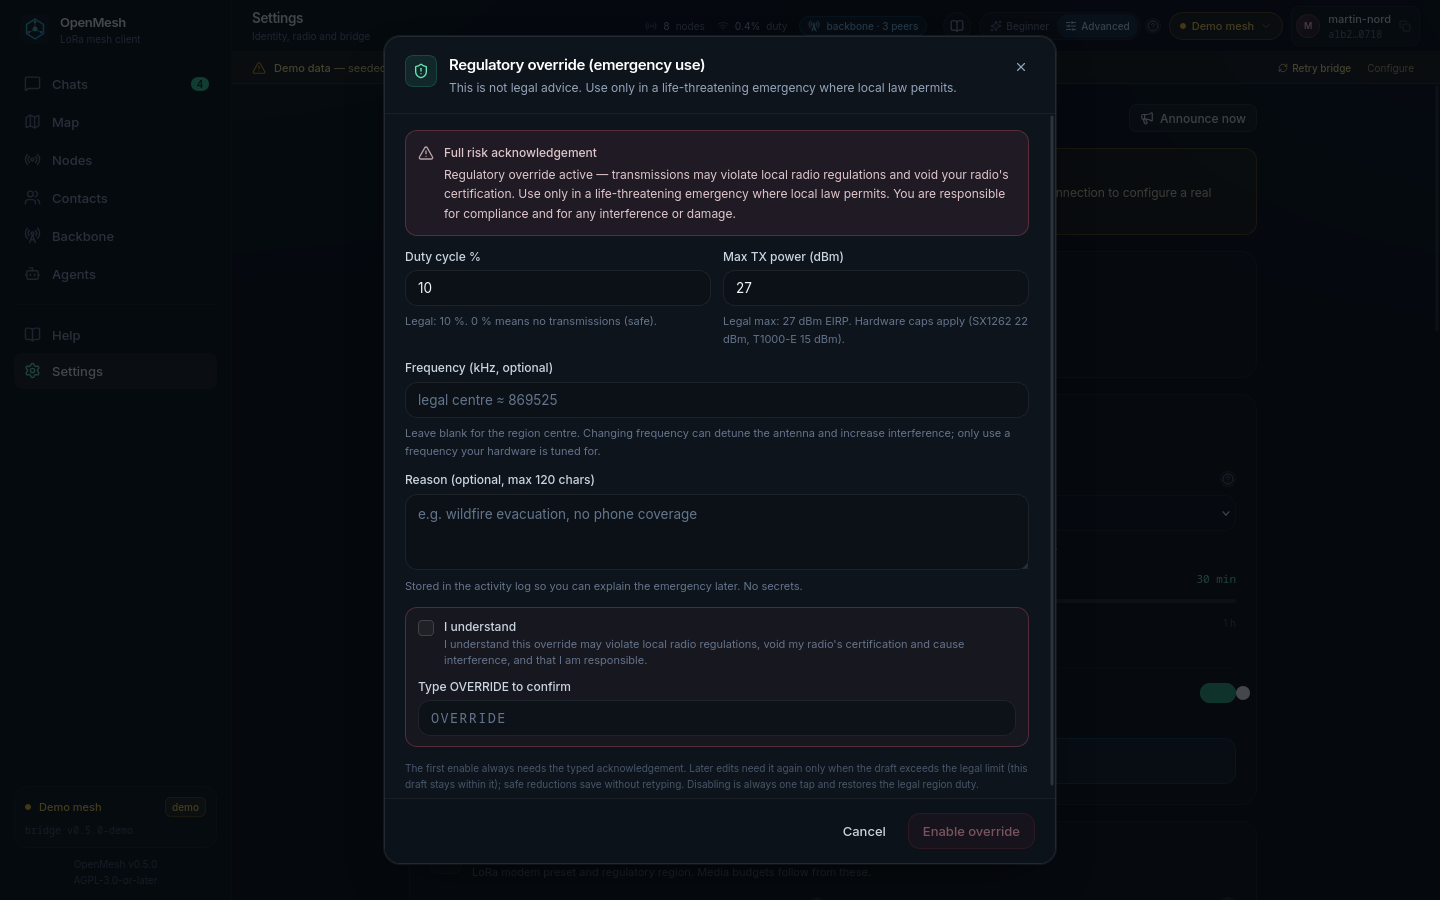 OpenMesh
LoRa mesh client
Chats
4
Map
Nodes
Contacts
Backbone
Agents
Help
Settings
Demo mesh
demo
bridge v0.5.0-demo
OpenMesh v0.5.0
AGPL-3.0-or-later
Settings
Identity, radio and bridge
8 nodes
0.4% duty
backbone · 3 peers
Beginner
Advanced
Demo mesh
M
martin-nord
a1b2…0718
Demo data — seeded
Retry bridge
Configure
Announce now
nnection to configure a real
30 min
1h
LoRa modem preset and regulatory region. Media budgets follow from these.
Regulatory override (emergency use)
This is not legal advice. Use only in a life-threatening emergency where local law permits.
Full risk acknowledgement
Regulatory override active — transmissions may violate local radio regulations and void your radio's
certification. Use only in a life-threatening emergency where local law permits. You are responsible
for compliance and for any interference or damage.
Duty cycle %
10
Legal: 10 %. 0 % means no transmissions (safe).
Max TX power (dBm)
27
Legal max: 27 dBm EIRP. Hardware caps apply (SX1262 22
dBm, T1000-E 15 dBm).
Frequency (kHz, optional)
legal centre ≈ 869525
Leave blank for the region centre. Changing frequency can detune the antenna and increase interference; only use a
frequency your hardware is tuned for.
Reason (optional, max 120 chars)
e.g. wildfire evacuation, no phone coverage
Stored in the activity log so you can explain the emergency later. No secrets.
I understand
I understand this override may violate local radio regulations, void my radio's certification and cause
interference, and that I am responsible.
Type OVERRIDE to confirm
OVERRIDE
The first enable always needs the typed acknowledgement. Later edits need it again only when the draft exceeds the legal limit (this
draft stays within it); safe reductions save without retyping. Disabling is always one tap and restores the legal region duty.
Cancel
Enable override